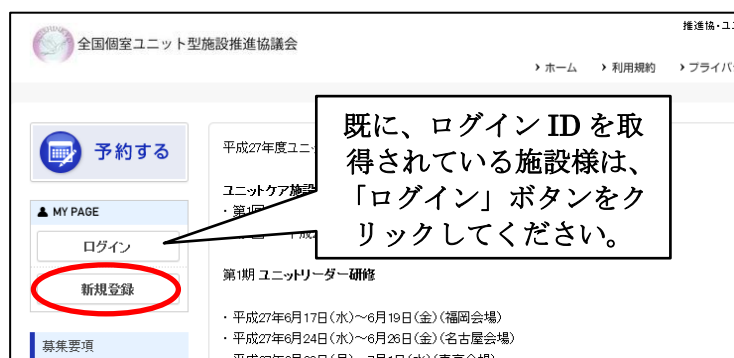 全国個室ユニット型施設推進協議会
推進協・ユニ
ホーム
利用規約
プライバ
予約する
平成27年度ユニッ
既に、ログイン ID を取
得されている施設様は、
「ログイン」ボタンをク
リックしてください。
ユニットケア施設
・第1回
MY PAGE
ログイン
新規登録
第1期 ユニットリーダー研修
・平成27年6月17日(水)~6月19日(金)(福岡会場)
・平成27年6月24日(水)~6月26日(金)(名古屋会場)
募集要項